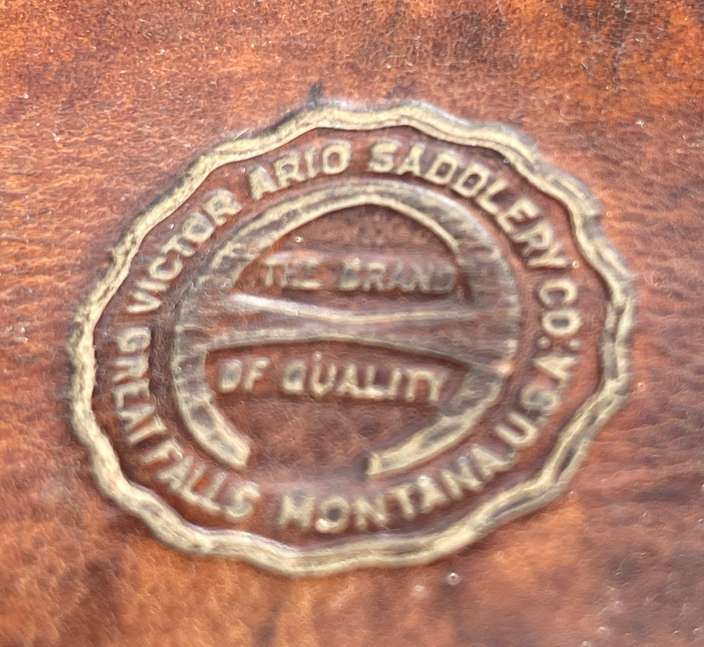 VICTOR ARIO SADDLERY CO.
THE BRAND
OF QUALITY
GREAT FALLS MONTANA. U.S.A.